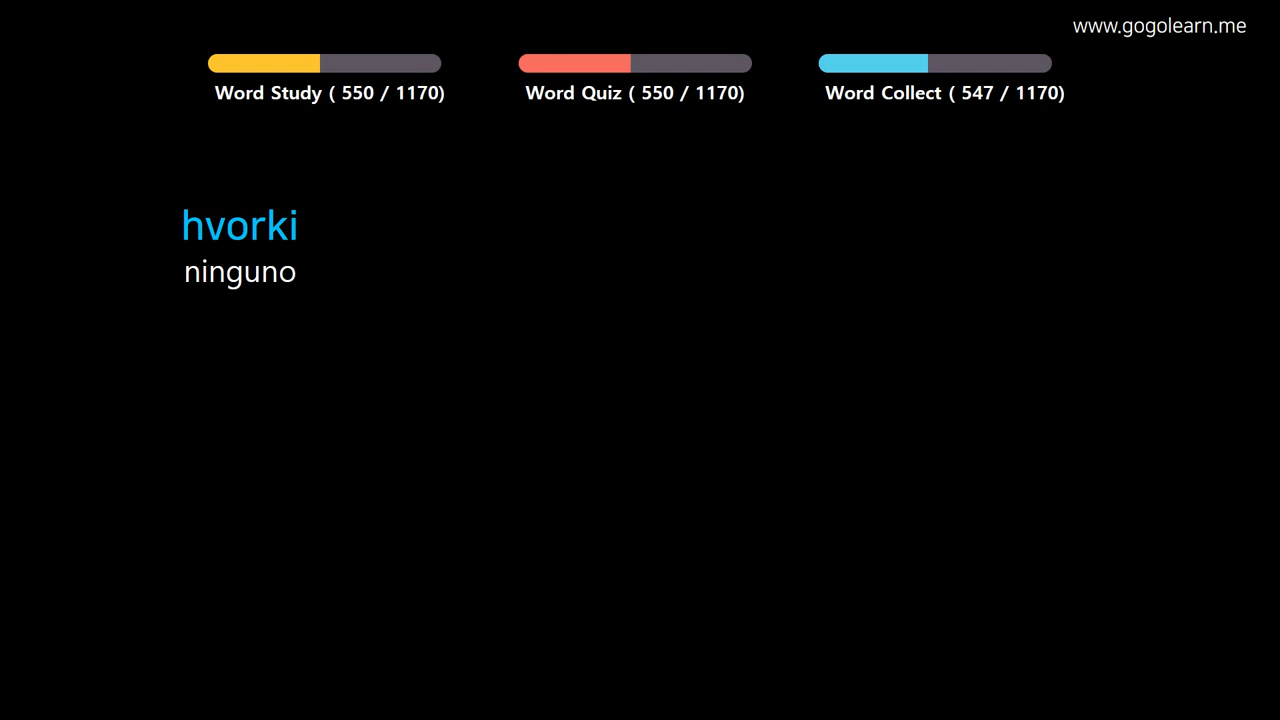 www.gogolearn.me
Word Study ( 550 / 1170)
Word Quiz ( 550 / 1170)
Word Collect ( 547 / 1170)
hvorki
ninguno